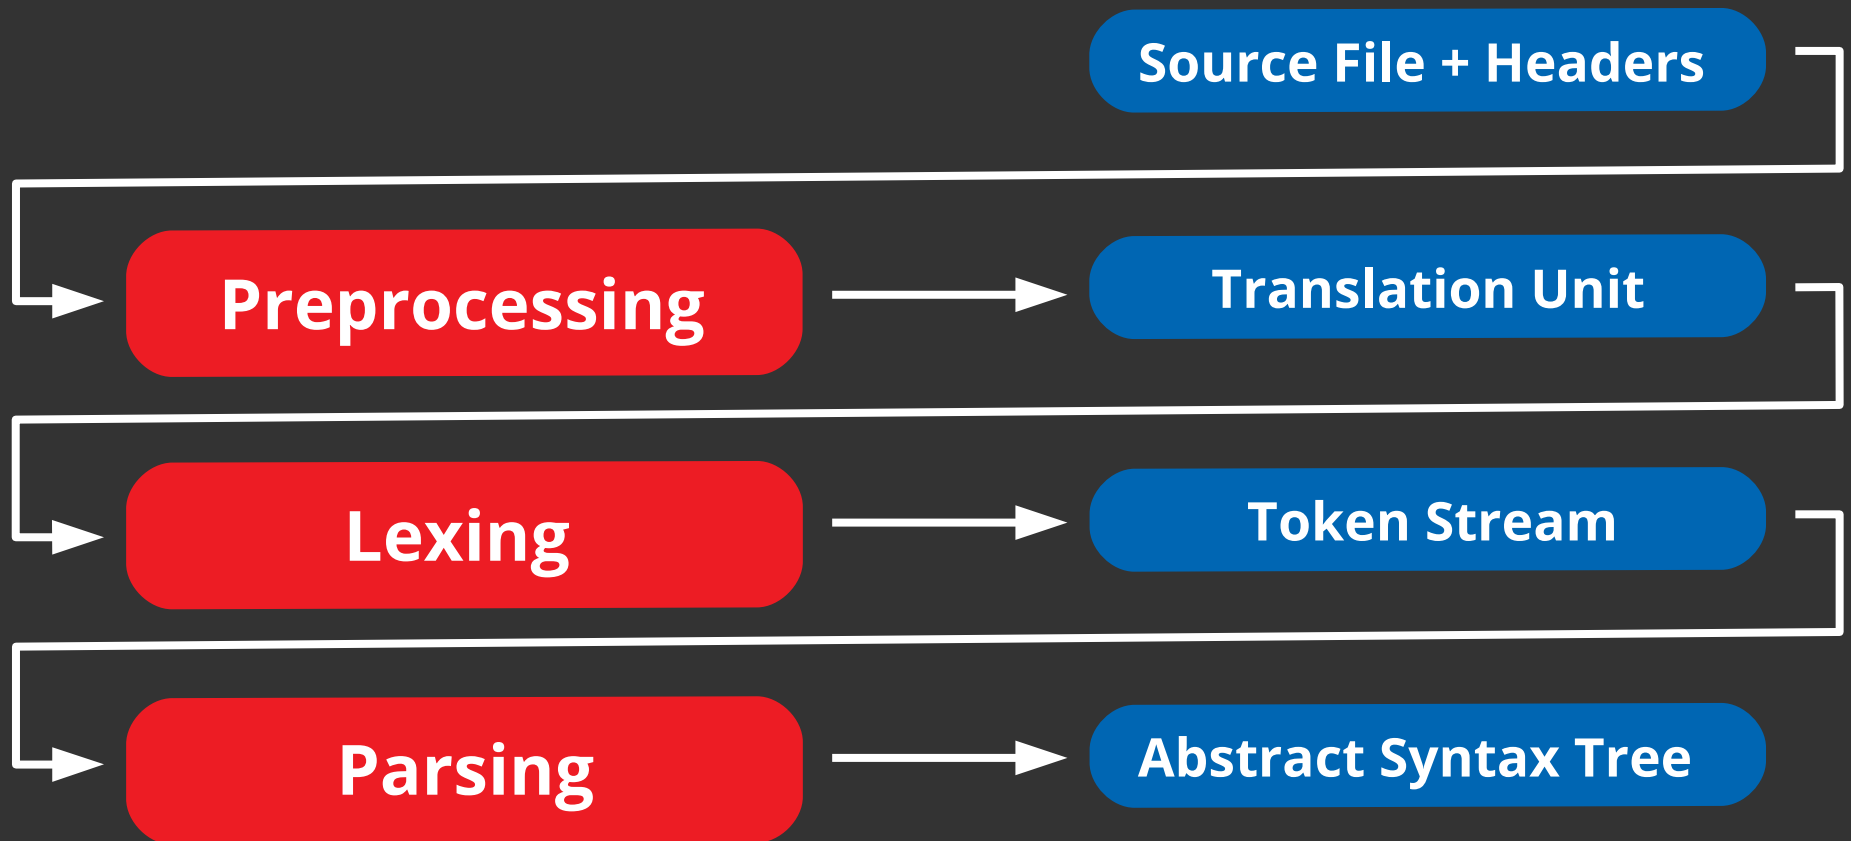 Source File + Headers
Preprocessing
Translation Unit
Lexing
Token Stream
Parsing
Abstract Syntax Tree